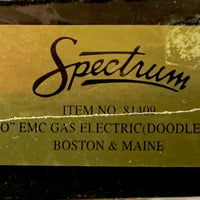 Spectrum
ITEM NO. 81409
O” EMC GAS ELECTRIC(DOODLE
BOSTON & MAINE